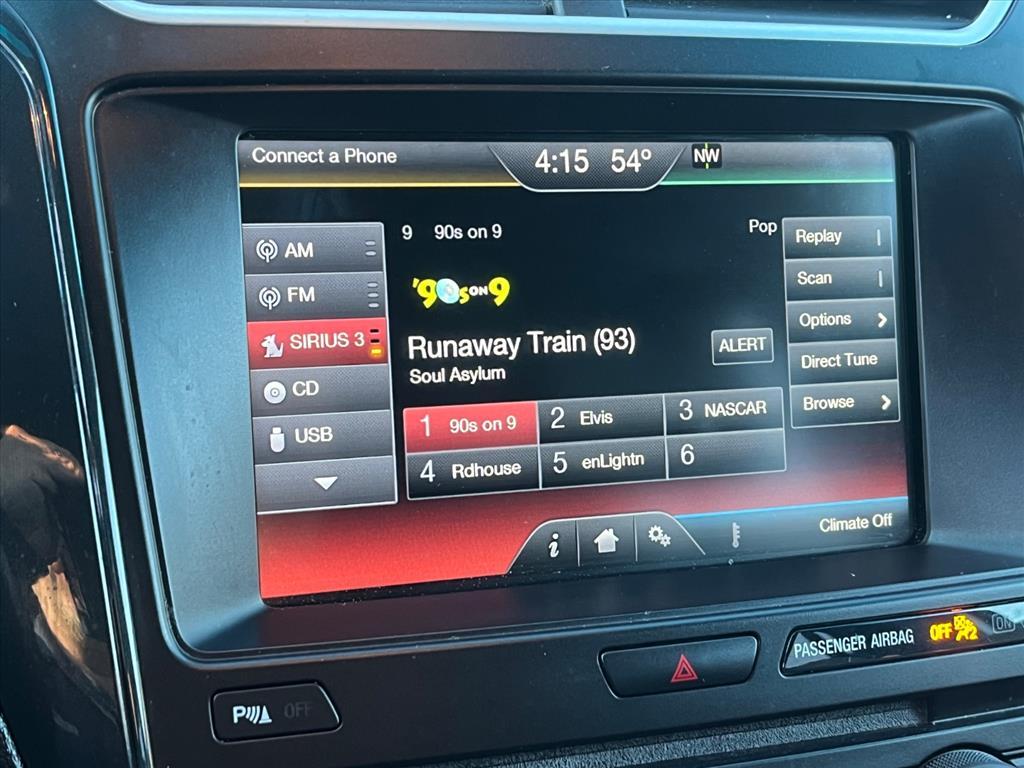 Connect a Phone
4:15 54º
NW
AM
FM
SIRIUS 3
CD
USB
9 90s on 9
Pop
'90s ON 9
Runaway Train (93)
Soul Asylum
ALERT
1 90s on 9
2 Elvis
3 NASCAR
4 Rdhouse
5 enLightn
6
Replay
Scan
Options
Direct Tune
Browse
i
Climate Off
PASSENGER AIRBAG OFF 2 ON
P OFF